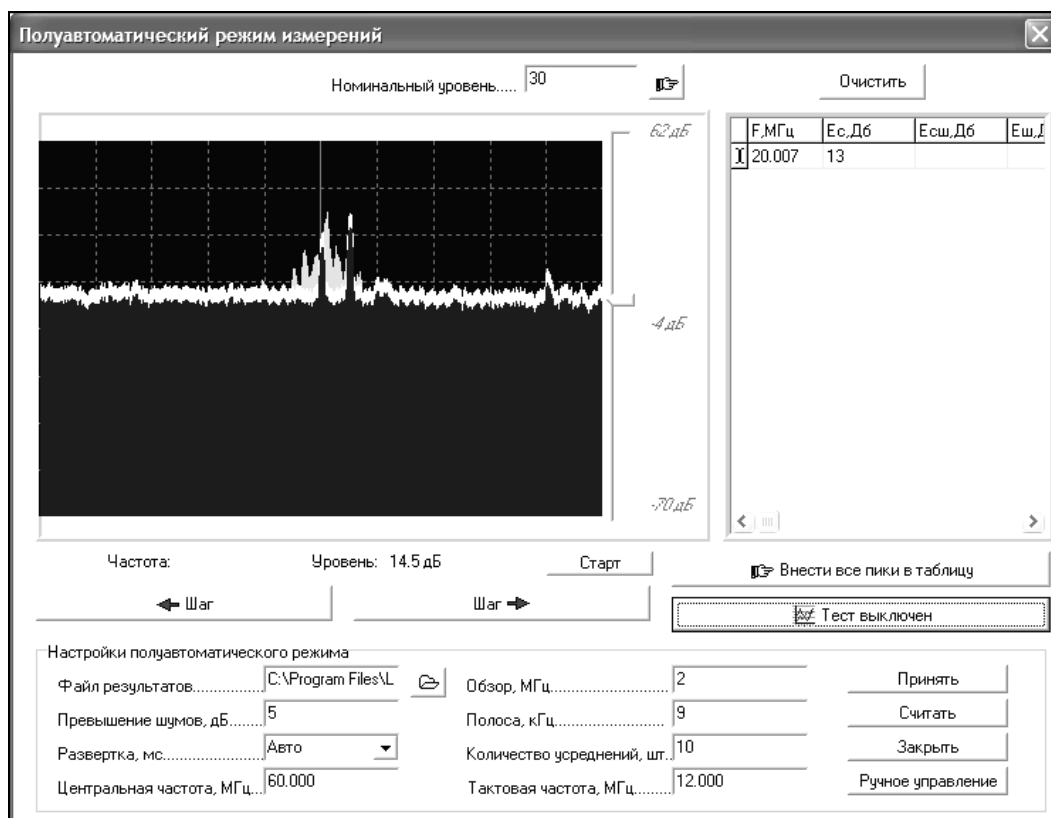 Полуавтоматический режим измерений
Номинальный уровень..... 30
Очистить
62 дБ
-4 дБ
-70 дБ
F,МГц Ес,Дб Есш,Дб Еш,Д
20.007 13
Частота: Уровень: 14.5 дБ Старт
Внести все пики в таблицу
Шаг Шаг
Тест выключен
Настройки полуавтоматического режима
Файл результатов............... C:\Program Files\L Обзор, МГц......................... 2 Принять
Превышение шумов, дБ....... 5 Полоса, кГц........................ 9 Считать
Развертка, мс..................... Авто Количество усреднений, шт.. 10 Закрыть
Центральная частота, МГц... 60.000 Тактовая частота, МГц......... 12.000 Ручное управление